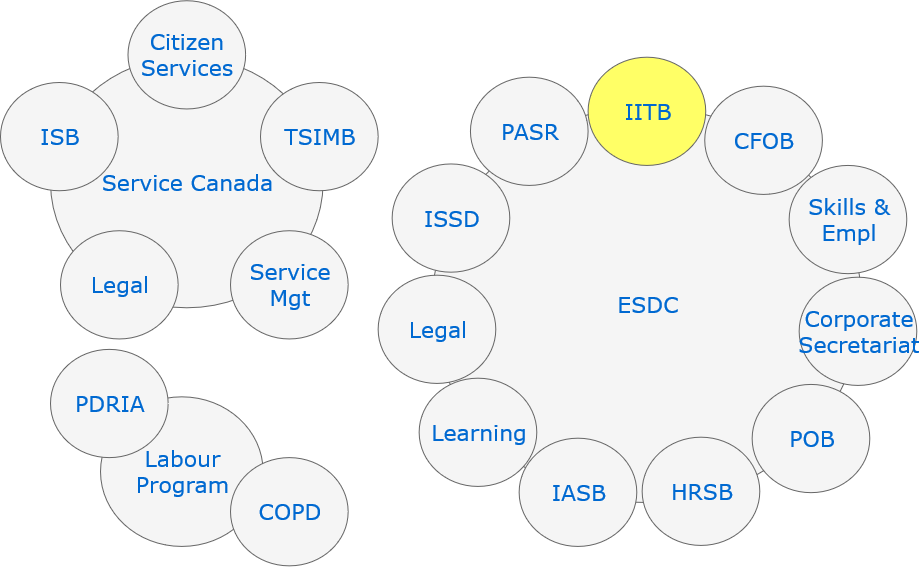 Citizen
Services
ISB
TSIMB
Service Canada
Legal
Service
Mgt
PDRIA
Labour
Program
COPD
IITB
PASR
CFOB
ISSD
Skills &
Empl
ESDC
Legal
Corporate
Secretariat
Learning
POB
IASB
HRSB